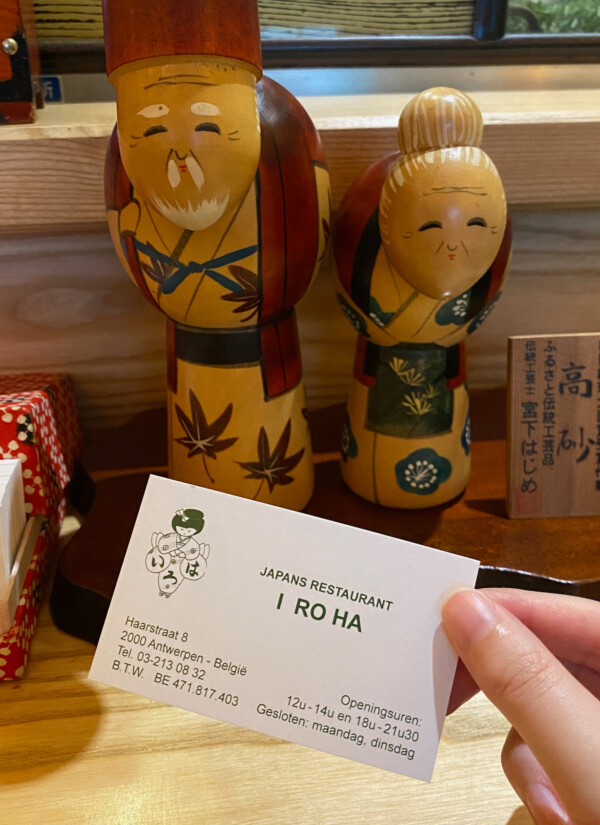 高砂
ふるさと伝統工芸品
伝統工芸士 宮下はじめ
いろは
JAPANS RESTAURANT
I RO HA
Haarstraat 8
2000 Antwerpen - België
Tel. 03-213 08 32
B.T.W. BE 471.817.403
Openingsuren:
12u-14u en 18u-21u30
Gesloten: maandag, dinsdag